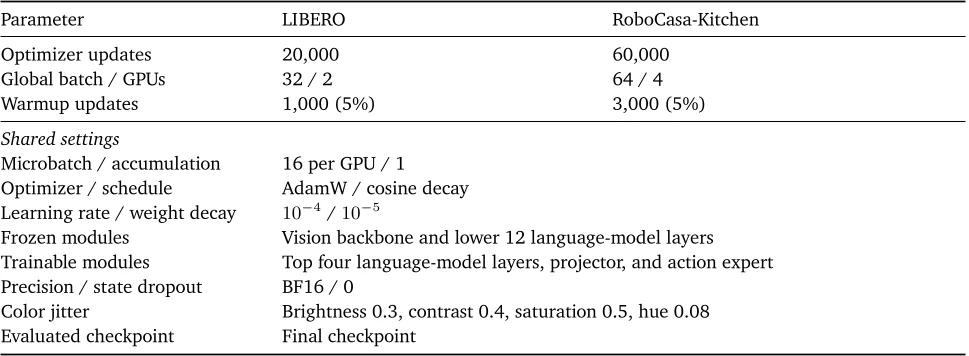 Parameter LIBERO RoboCasa-Kitchen
Optimizer updates 20,000 60,000
Global batch / GPUs 32 / 2 64 / 4
Warmup updates 1,000 (5%) 3,000 (5%)
Shared settings
Microbatch / accumulation 16 per GPU / 1
Optimizer / schedule AdamW / cosine decay
Learning rate / weight decay 10⁻⁴ / 10⁻⁵
Frozen modules Vision backbone and lower 12 language-model layers
Trainable modules Top four language-model layers, projector, and action expert
Precision / state dropout BF16 / 0
Color jitter Brightness 0.3, contrast 0.4, saturation 0.5, hue 0.08
Evaluated checkpoint Final checkpoint